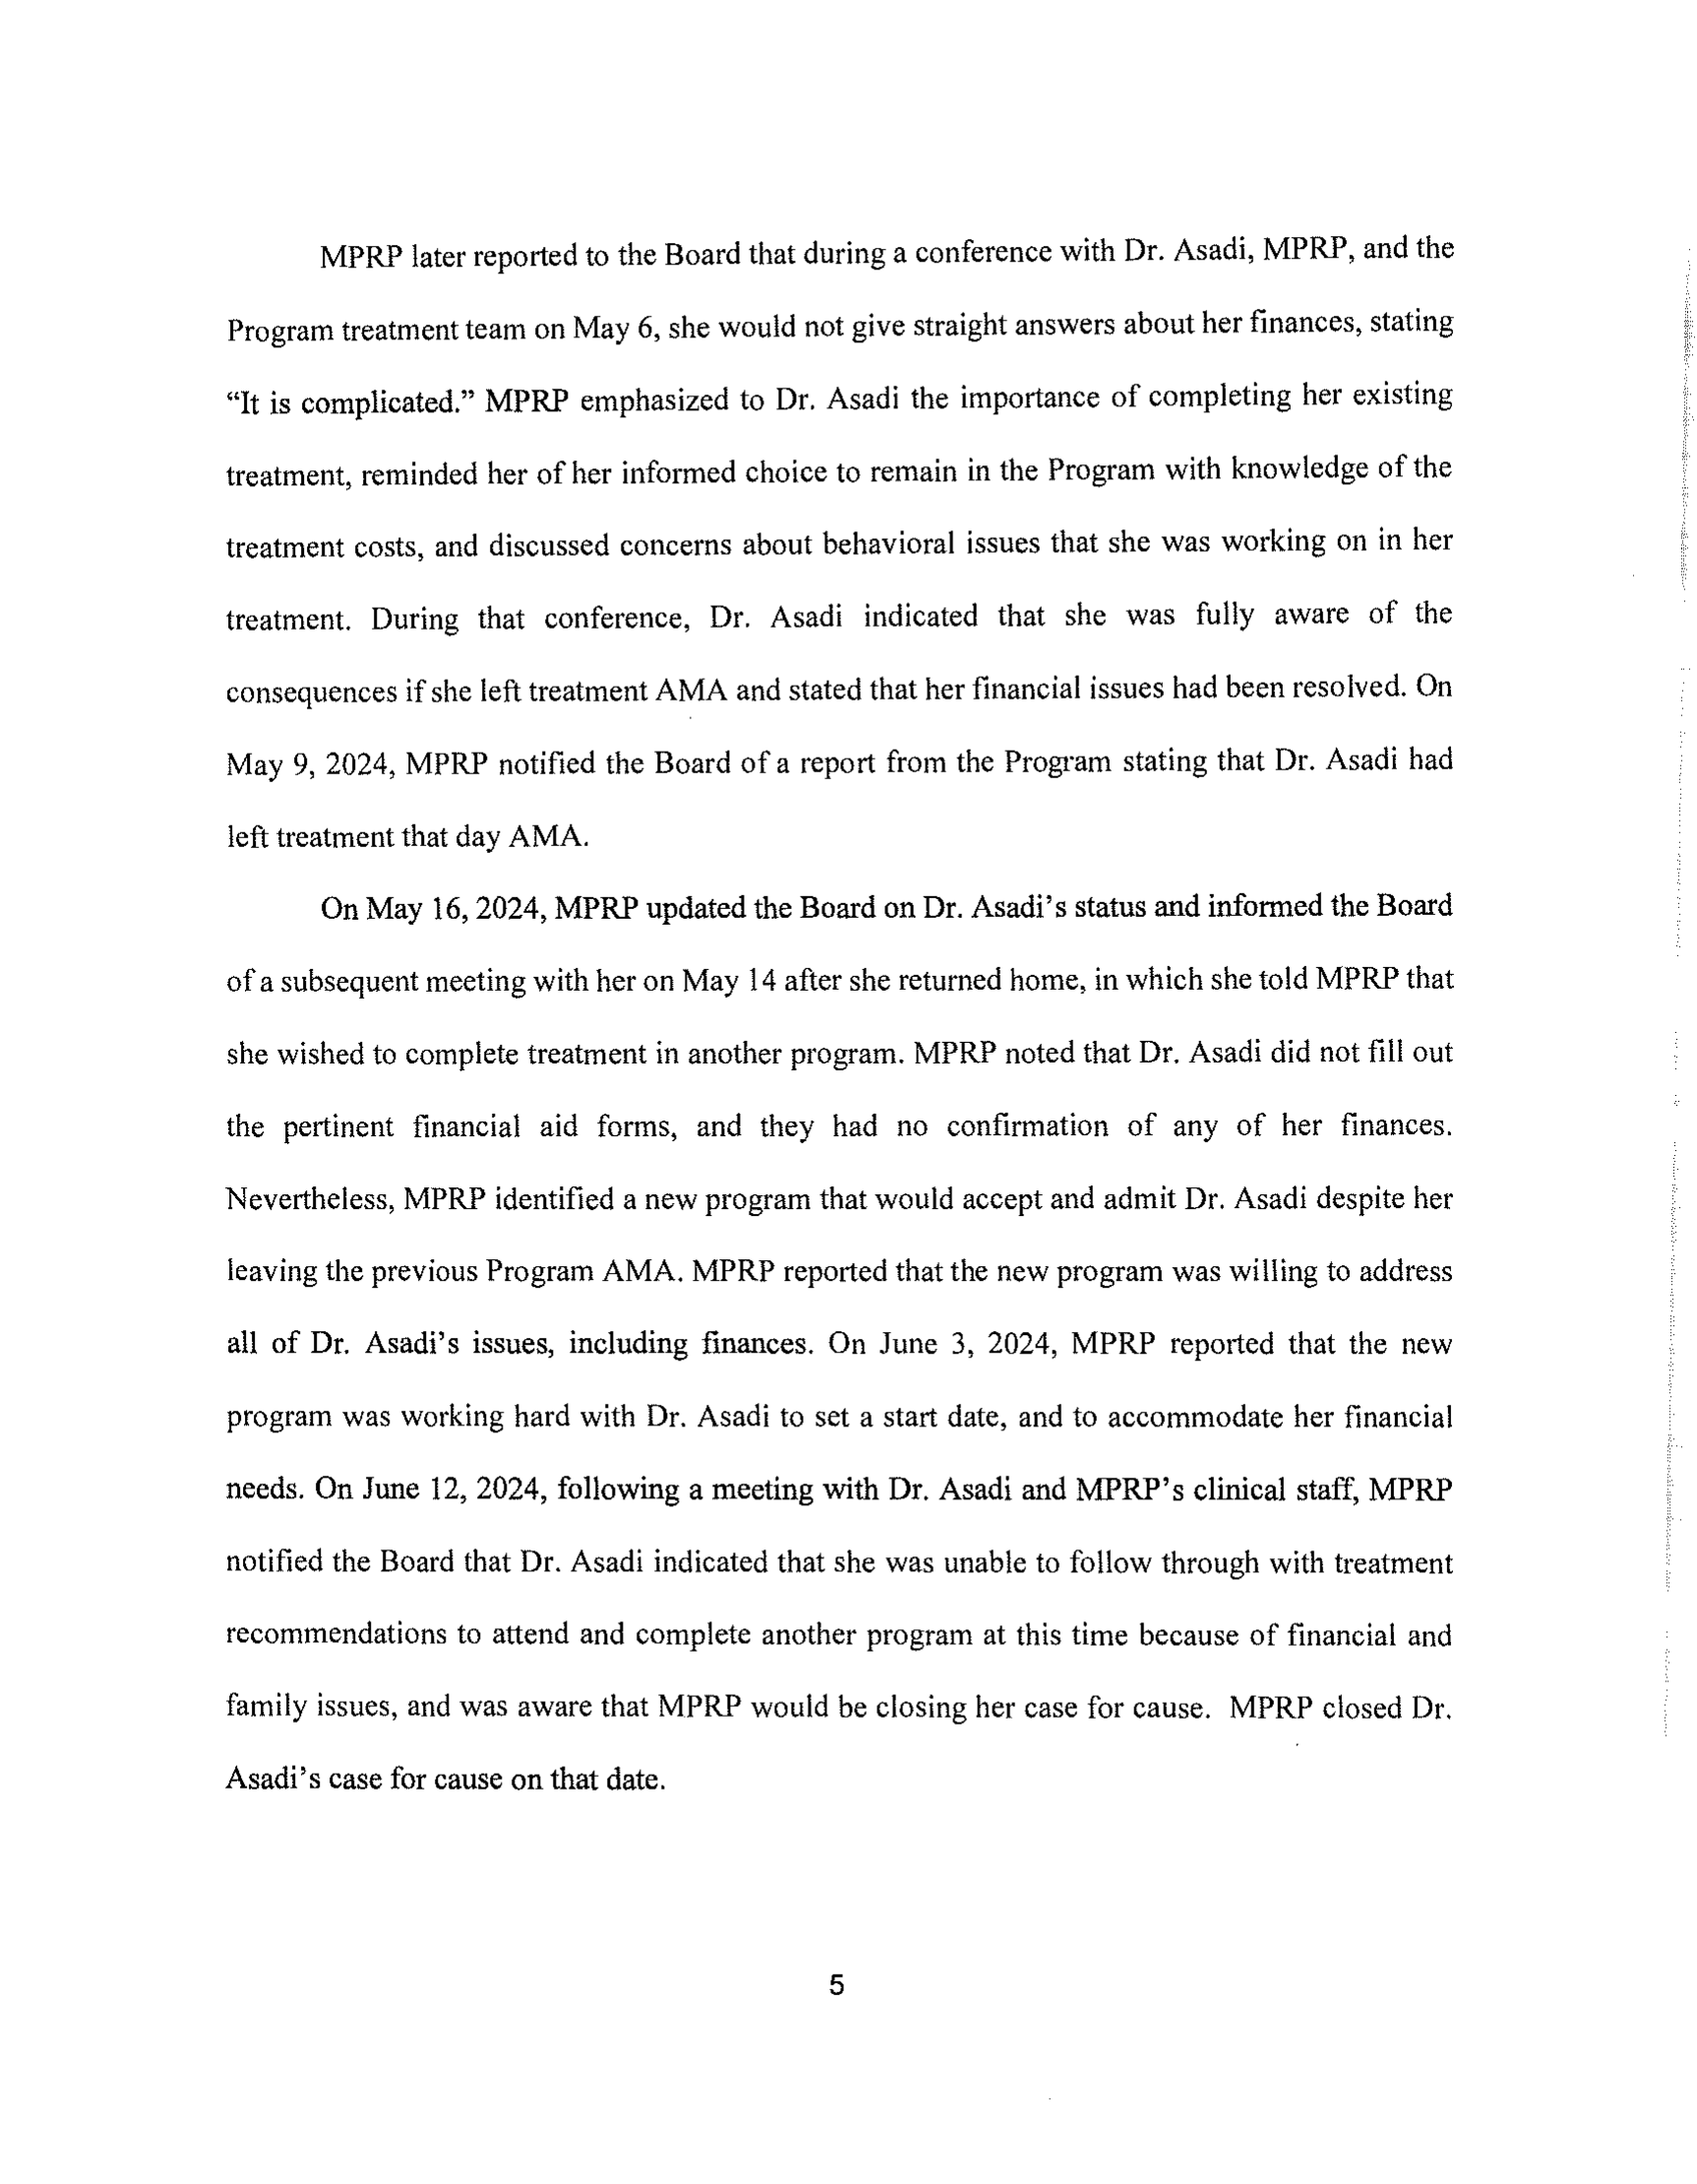 MPRP later reported to the Board that during a conference with Dr. Asadi, MPRP, and the
Program treatment team on May 6, she would not give straight answers about her finances, stating
“It is complicated.” MPRP emphasized to Dr. Asadi the importance of completing her existing
treatment, reminded her of her informed choice to remain in the Program with knowledge of the
treatment costs, and discussed concerns about behavioral issues that she was working on in her
treatment. During that conference, Dr. Asadi indicated that she was fully aware of the
consequences if she left treatment AMA and stated that her financial issues had been resolved. On
May 9, 2024, MPRP notified the Board of a report from the Program stating that Dr. Asadi had
left treatment that day AMA.
On May 16, 2024, MPRP updated the Board on Dr. Asadi’s status and informed the Board
of a subsequent meeting with her on May 14 after she returned home, in which she told MPRP that
she wished to complete treatment in another program. MPRP noted that Dr. Asadi did not fill out
the pertinent financial aid forms, and they had no confirmation of any of her finances.
Nevertheless, MPRP identified a new program that would accept and admit Dr. Asadi despite her
leaving the previous Program AMA. MPRP reported that the new program was willing to address
all of Dr. Asadi’s issues, including finances. On June 3, 2024, MPRP reported that the new
program was working hard with Dr. Asadi to set a start date, and to accommodate her financial
needs. On June 12, 2024, following a meeting with Dr. Asadi and MPRP’s clinical staff, MPRP
notified the Board that Dr. Asadi indicated that she was unable to follow through with treatment
recommendations to attend and complete another program at this time because of financial and
family issues, and was aware that MPRP would be closing her case for cause.  MPRP closed Dr.
Asadi’s case for cause on that date.
5